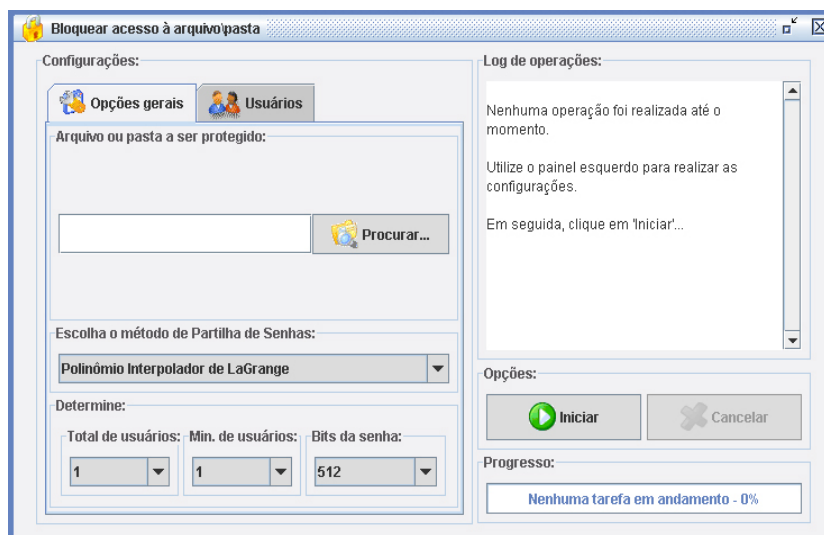 Bloquear acesso à arquivo\pasta
Configurações:
Opções gerais
Usuários
Arquivo ou pasta a ser protegido:
Procurar...
Escolha o método de Partilha de Senhas:
Polinômio Interpolador de LaGrange
Determine:
Total de usuários:
Min. de usuários:
Bits da senha:
1
1
512
Log de operações:
Nenhuma operação foi realizada até o
momento.
Utilize o painel esquerdo para realizar as
configurações.
Em seguida, clique em 'Iniciar'...
Opções:
Iniciar
Cancelar
Progresso:
Nenhuma tarefa em andamento - 0%